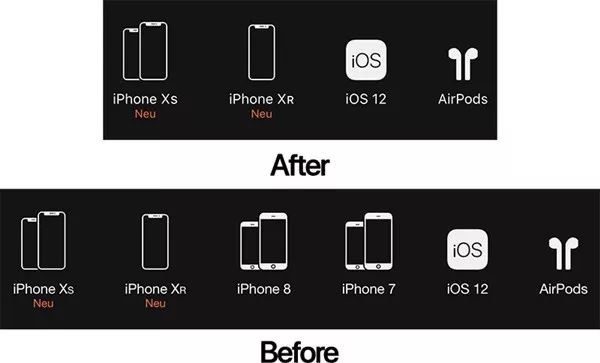 iPhone Xs iPhone XR iOS iOS 12 AirPods
Neu Neu
After
iPhone Xs iPhone XR iPhone 8 iPhone 7 iOS iOS 12 AirPods
Neu Neu
Before